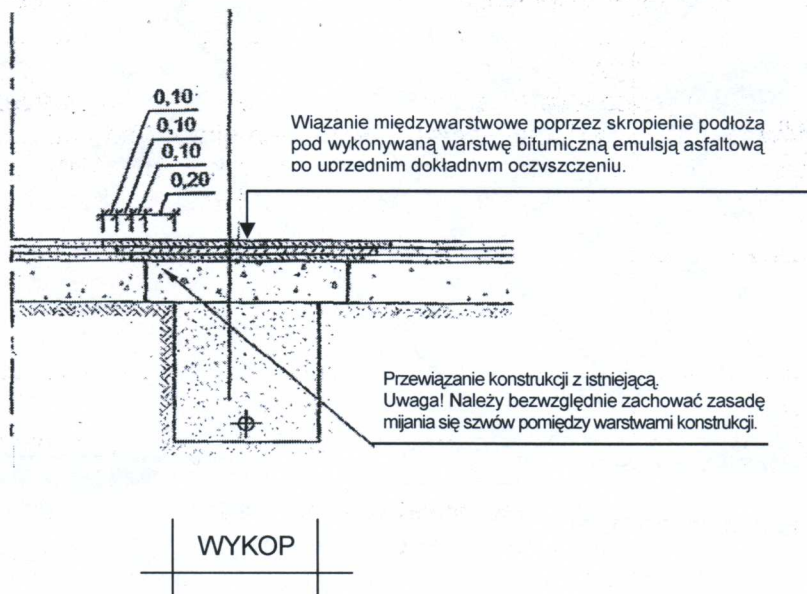 0,10
0,10
0,10
0,20
Wiązanie międzywarstwowe poprzez skropienie podłoża
pod wykonywaną warstwę bitumiczną emulsją asfaltową
po uprzednim dokładnym oczyszczeniu.
Przewiązanie konstrukcji z istniejącą.
Uwaga! Należy bezwzględnie zachować zasadę
mijania się szwów pomiędzy warstwami konstrukcji.
WYKOP